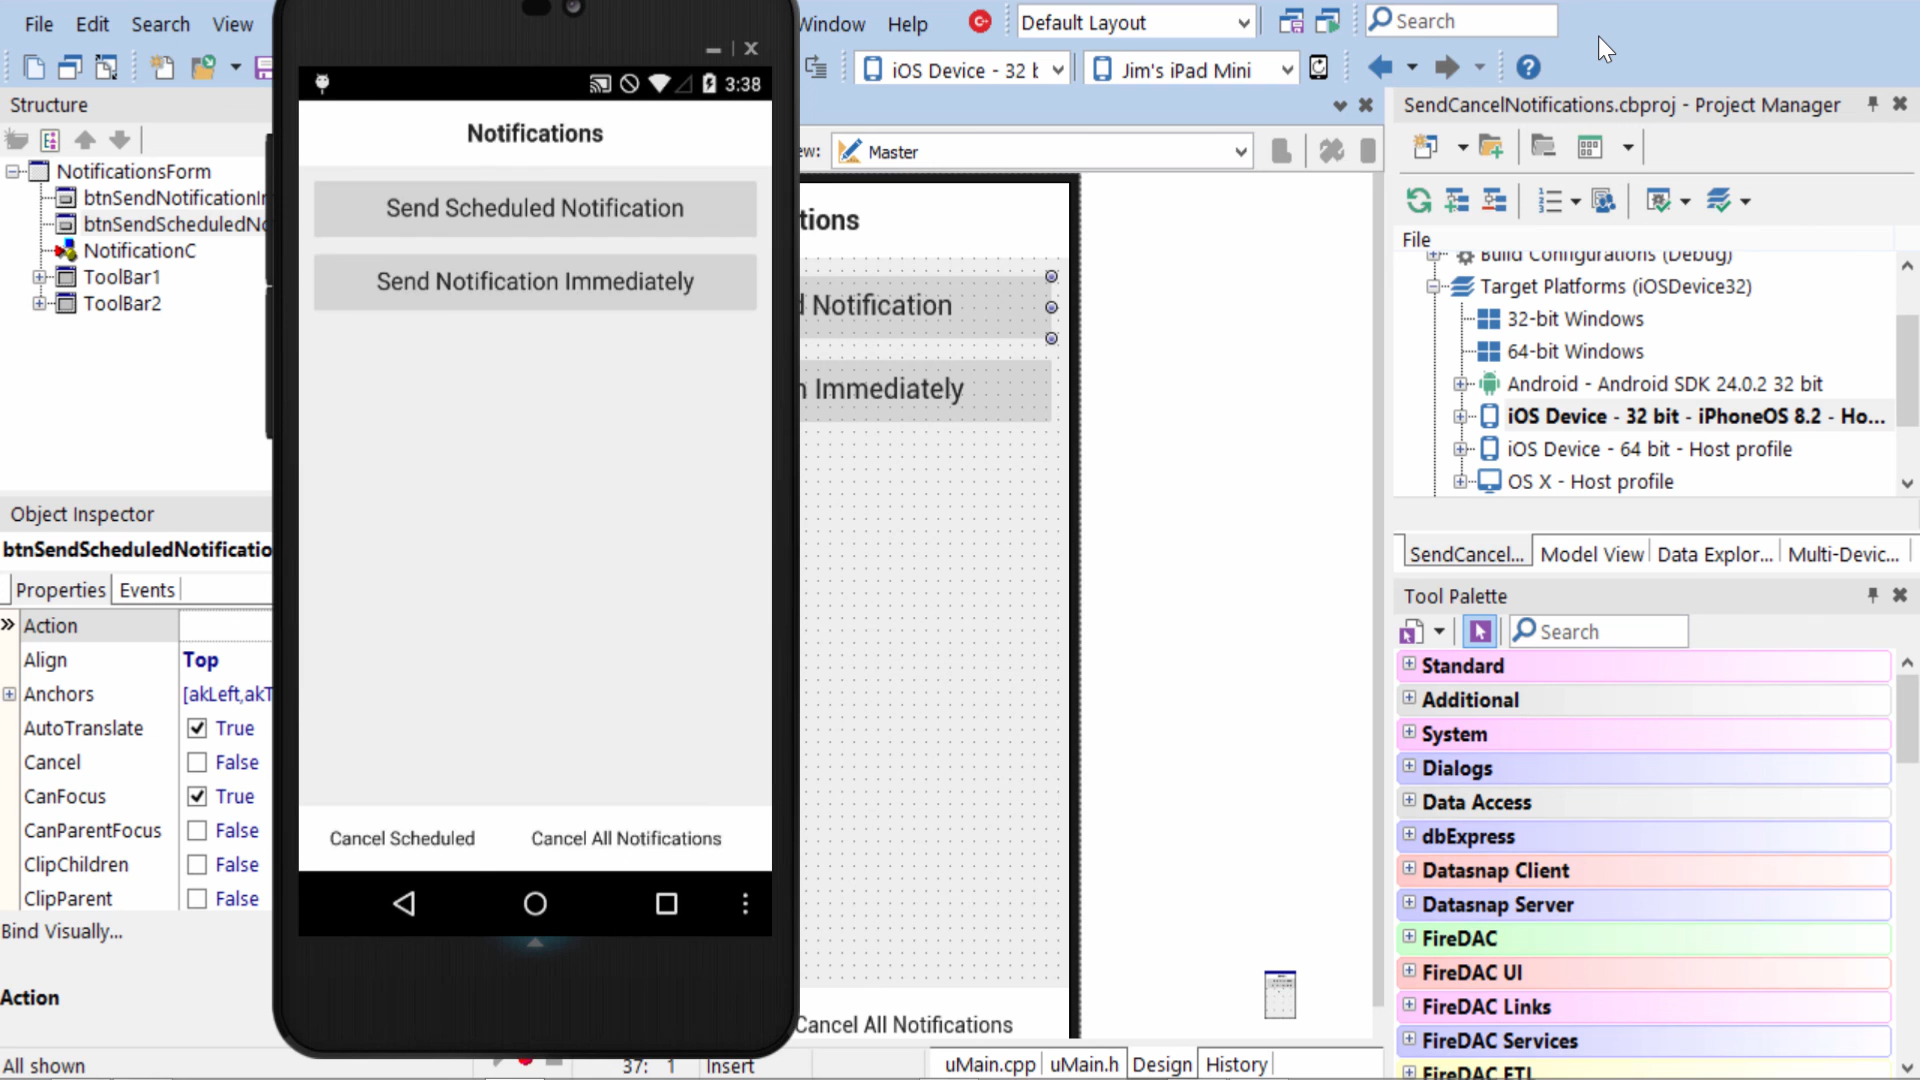 File Edit Search View
Window Help
Default Layout
Search
iOS Device - 32 b
Jim's iPad Mini
Structure
NotificationsForm
btnSendNotificationI
btnSendScheduledNo
NotificationC
ToolBar1
ToolBar2
Object Inspector
btnSendScheduledNotificatio
Properties Events
Action
Align Top
Anchors [akLeft,akT
AutoTranslate True
Cancel False
CanFocus True
CanParentFocus False
ClipChildren False
ClipParent False
Bind Visually...
Action
All shown
3:38
Notifications
Send Scheduled Notification
Send Notification Immediately
Cancel Scheduled Cancel All Notifications
ew: Master
tions
d Notification
n Immediately
Cancel All Notifications
37: 1 Insert
uMain.cpp uMain.h Design History
SendCancelNotifications.cbproj - Project Manager
File
Build Configurations (Debug)
Target Platforms (iOSDevice32)
32-bit Windows
64-bit Windows
Android - Android SDK 24.0.2 32 bit
iOS Device - 32 bit - iPhoneOS 8.2 - Ho...
iOS Device - 64 bit - Host profile
OS X - Host profile
SendCancel... Model View Data Explor... Multi-Devic...
Tool Palette
Search
Standard
Additional
System
Dialogs
Data Access
dbExpress
Datasnap Client
Datasnap Server
FireDAC
FireDAC UI
FireDAC Links
FireDAC Services
FireDAC ETL